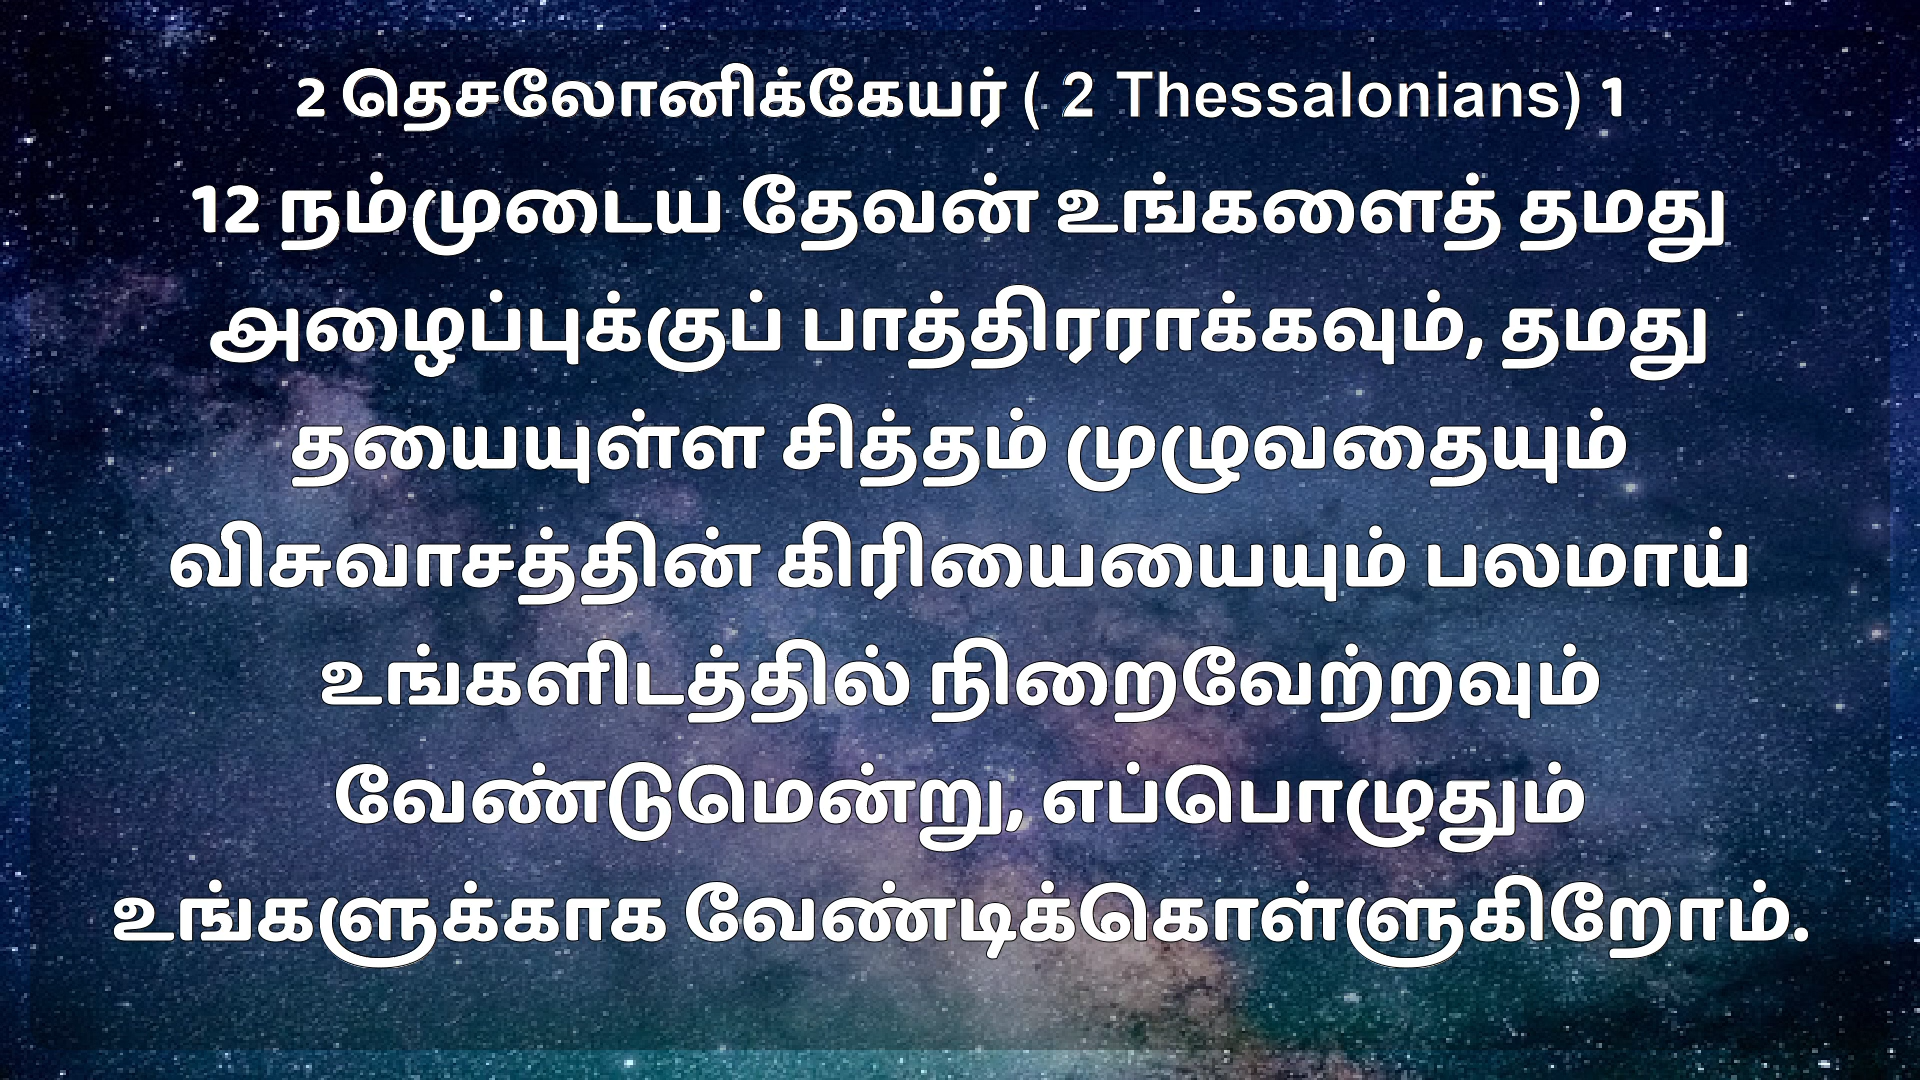 2 தெசலோனிக்கேயர் ( 2 Thessalonians) 1
12 நம்முடைய தேவன் உங்களைத் தமது
அழைப்புக்குப் பாத்திரராக்கவும், தமது
தயையுள்ள சித்தம் முழுவதையும்
விசுவாசத்தின் கிரியையையும் பலமாய்
உங்களிடத்தில் நிறைவேற்றவும்
வேண்டுமென்று, எப்பொழுதும்
உங்களுக்காக வேண்டிக்கொள்ளுகிறோம்.